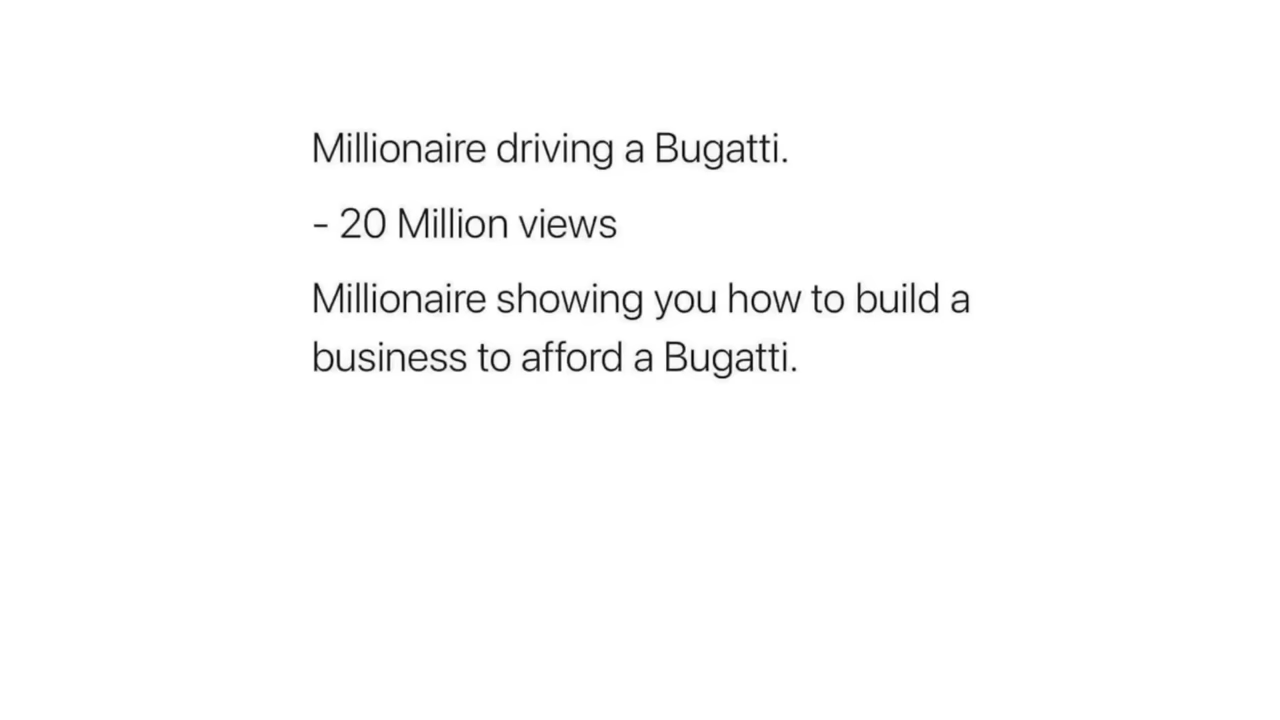 Millionaire driving a Bugatti.
- 20 Million views
Millionaire showing you how to build a
business to afford a Bugatti.